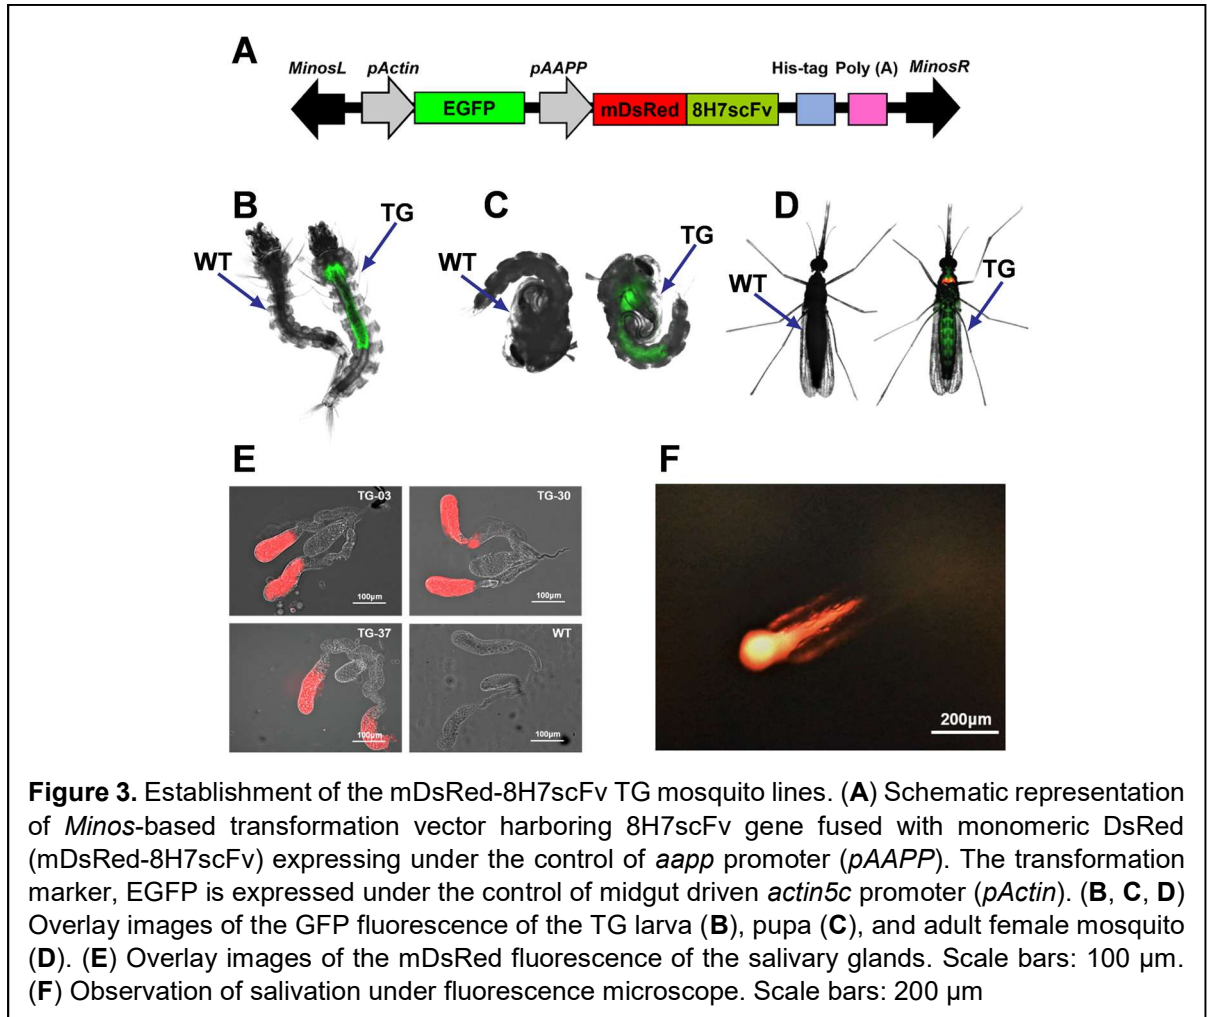 A
MinosL pActin pAAPP His-tag Poly (A) MinosR
EGFP mDsRed 8H7scFv
B C D
TG
WT
WT TG
WT TG
E F
TG-03 TG-30
100µm 100µm
TG-37 WT
100µm 100µm
200µm
Figure 3. Establishment of the mDsRed-8H7scFv TG mosquito lines. (A) Schematic representation
of Minos-based transformation vector harboring 8H7scFv gene fused with monomeric DsRed
(mDsRed-8H7scFv) expressing under the control of aapp promoter (pAAPP). The transformation
marker, EGFP is expressed under the control of midgut driven actin5c promoter (pActin). (B, C, D)
Overlay images of the GFP fluorescence of the TG larva (B), pupa (C), and adult female mosquito
(D). (E) Overlay images of the mDsRed fluorescence of the salivary glands. Scale bars: 100 µm.
(F) Observation of salivation under fluorescence microscope. Scale bars: 200 µm